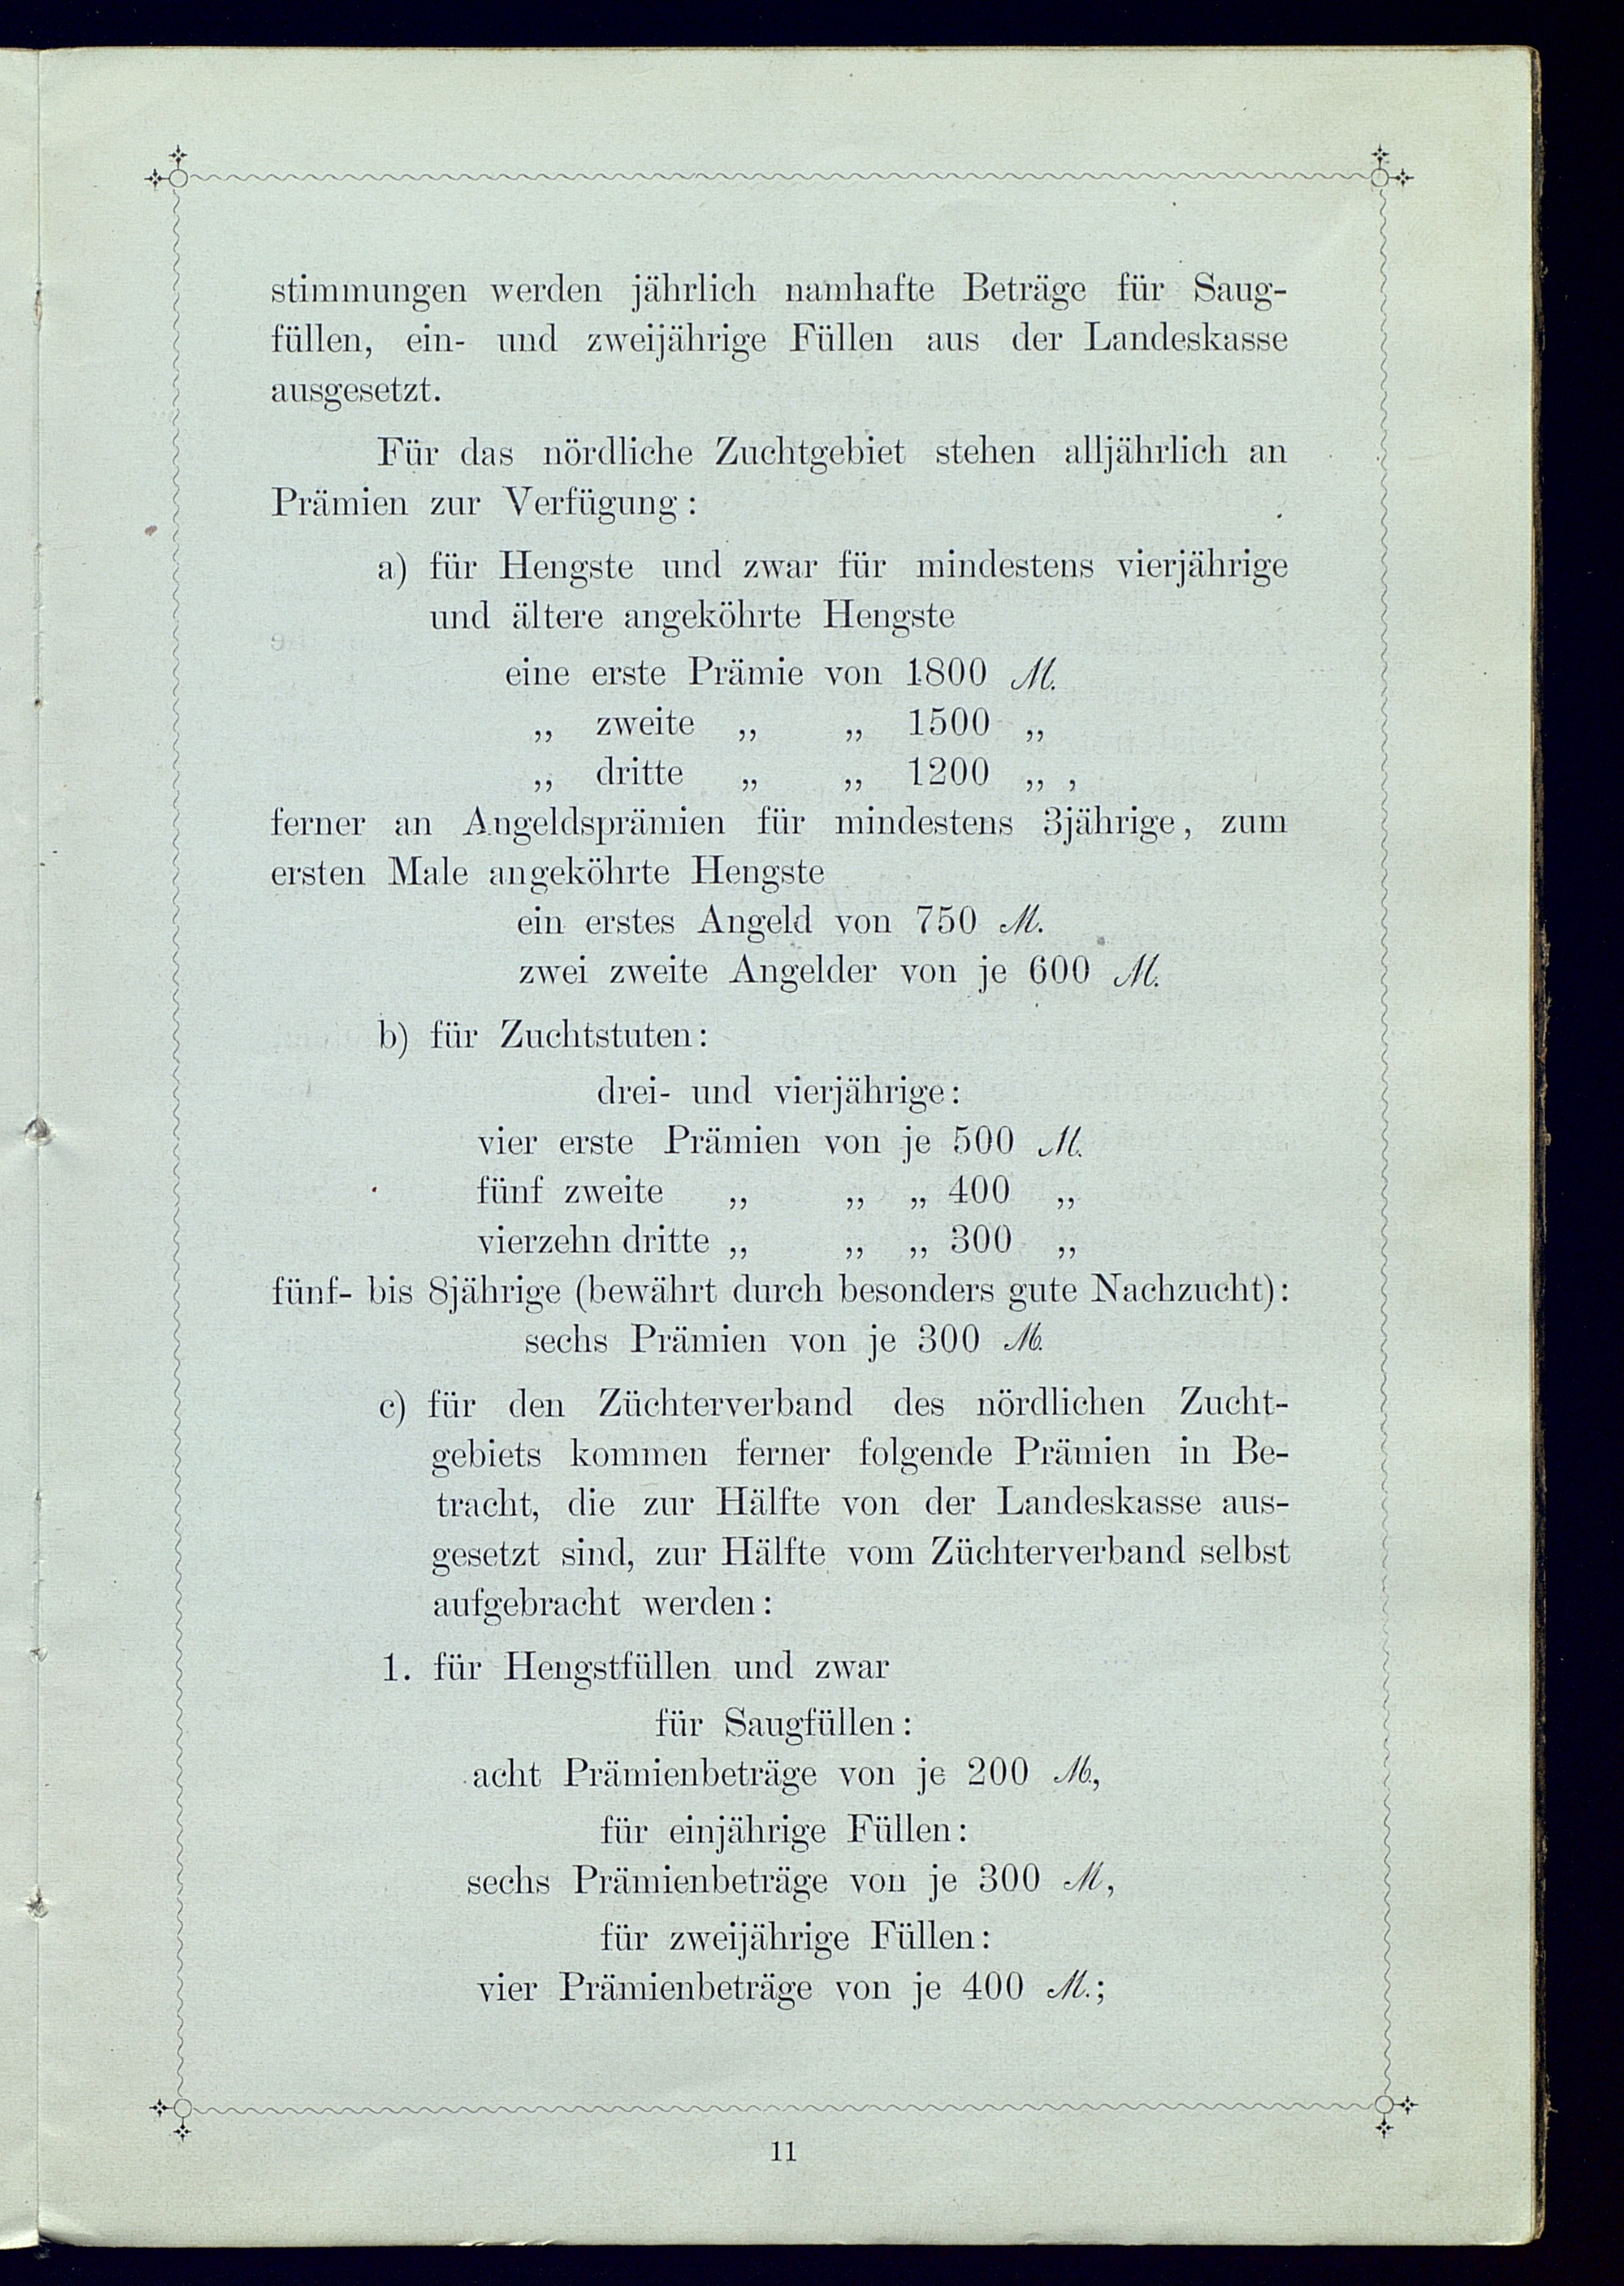 stimmungen werden jährlich namhafte Beträge für Saug-
füllen, ein- und zweijährige Füllen aus der Landeskasse
ausgesetzt.
Für das nördliche Zuchtgebiet stehen alljährlich an
Prämien zur Verfügung:
a) für Hengste und zwar für mindestens vierjährige
und ältere angeköhrte Hengste
eine erste Prämie von 1800 M.
„ zweite „ „ 1500 „
„ dritte „ „ 1200 „ ,
ferner an Angeldsprämien für mindestens 3jährige, zum
ersten Male angeköhrte Hengste
ein erstes Angeld von 750 M.
zwei zweite Angelder von je 600 M.
b) für Zuchtstuten:
drei- und vierjährige:
vier erste Prämien von je 500 M.
fünf zweite „ „ „ 400 „
vierzehn dritte „ „ „ 300 „
fünf- bis 8jährige (bewährt durch besonders gute Nachzucht):
sechs Prämien von je 300 M.
c) für den Züchterverband des nördlichen Zucht-
gebiets kommen ferner folgende Prämien in Be-
tracht, die zur Hälfte von der Landeskasse aus-
gesetzt sind, zur Hälfte vom Züchterverband selbst
aufgebracht werden:
1. für Hengstfüllen und zwar
für Saugfüllen:
acht Prämienbeträge von je 200 M.,
für einjährige Füllen:
sechs Prämienbeträge von je 300 M,
für zweijährige Füllen:
vier Prämienbeträge von je 400 M.;
11